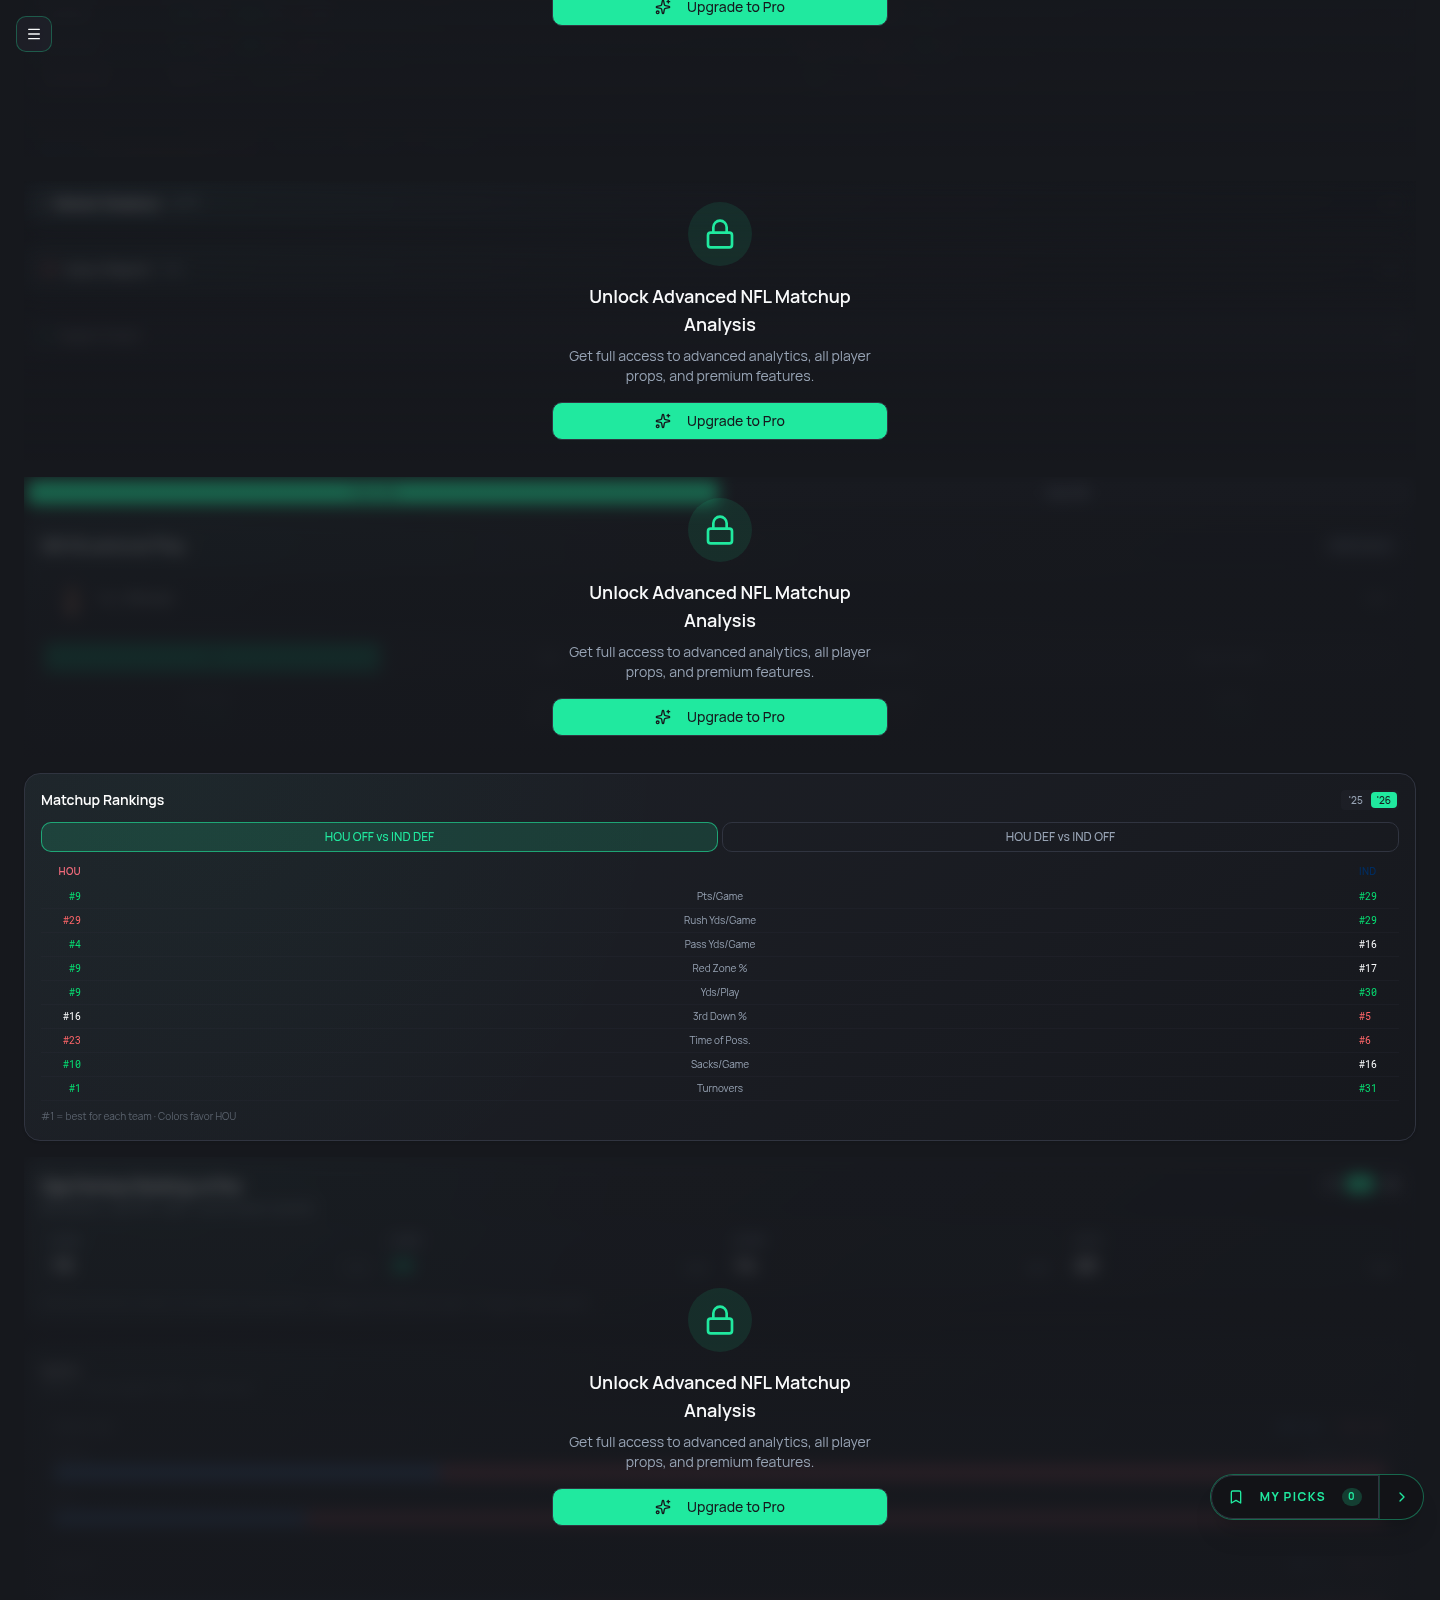 Upgrade to Pro
Unlock Advanced NFL Matchup
Analysis
Get full access to advanced analytics, all player
props, and premium features.
Upgrade to Pro
Unlock Advanced NFL Matchup
Analysis
Get full access to advanced analytics, all player
props, and premium features.
Upgrade to Pro
Matchup Rankings '25 '26
HOU OFF vs IND DEF HOU DEF vs IND OFF
HOU IND
#9 Pts/Game #29
#29 Rush Yds/Game #29
#4 Pass Yds/Game #16
#9 Red Zone % #17
#9 Yds/Play #30
#16 3rd Down % #5
#23 Time of Poss. #6
#10 Sacks/Game #16
#1 Turnovers #31
#1 = best for each team · Colors favor HOU
Unlock Advanced NFL Matchup
Analysis
Get full access to advanced analytics, all player
props, and premium features.
MY PICKS 0
Upgrade to Pro